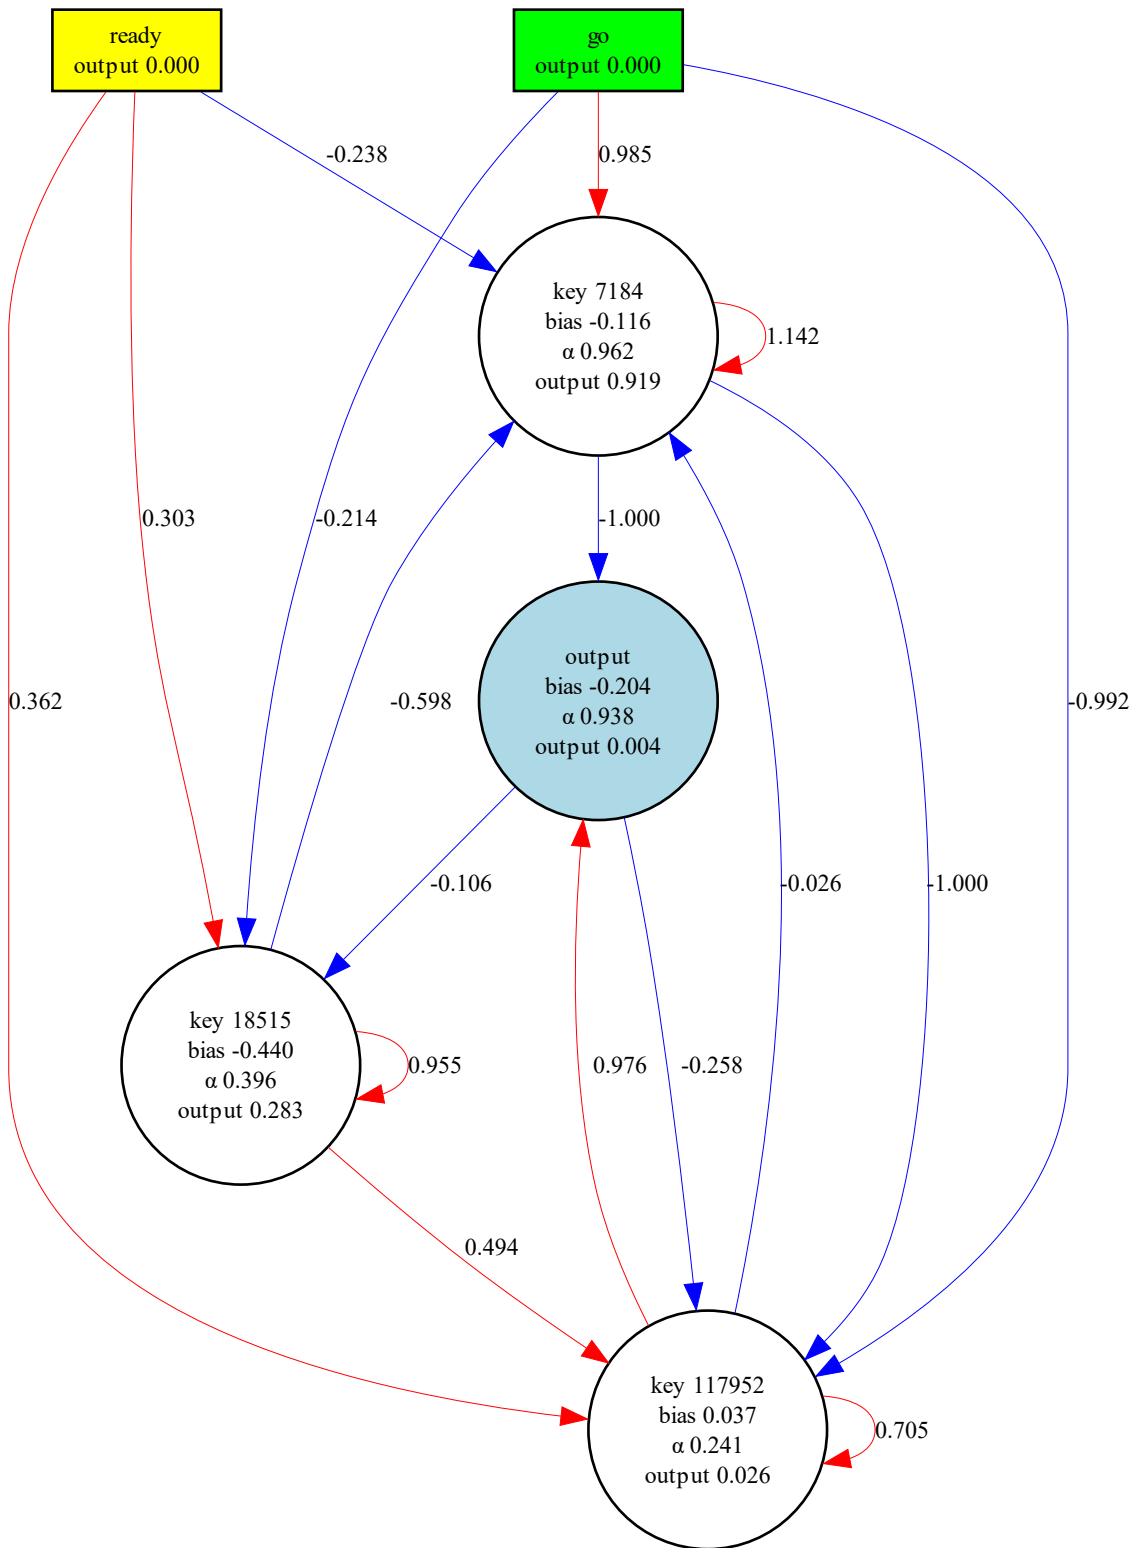 ready
output 0.000
go
output 0.000
-0.238
0.985
key 7184
bias -0.116
α 0.962
output 0.919
1.142
0.303
-0.214
-1.000
0.362
-0.598
output
bias -0.204
α 0.938
output 0.004
-0.992
-0.106
-0.026
-1.000
key 18515
bias -0.440
α 0.396
output 0.283
0.955
0.976
-0.258
0.494
key 117952
bias 0.037
α 0.241
output 0.026
0.705